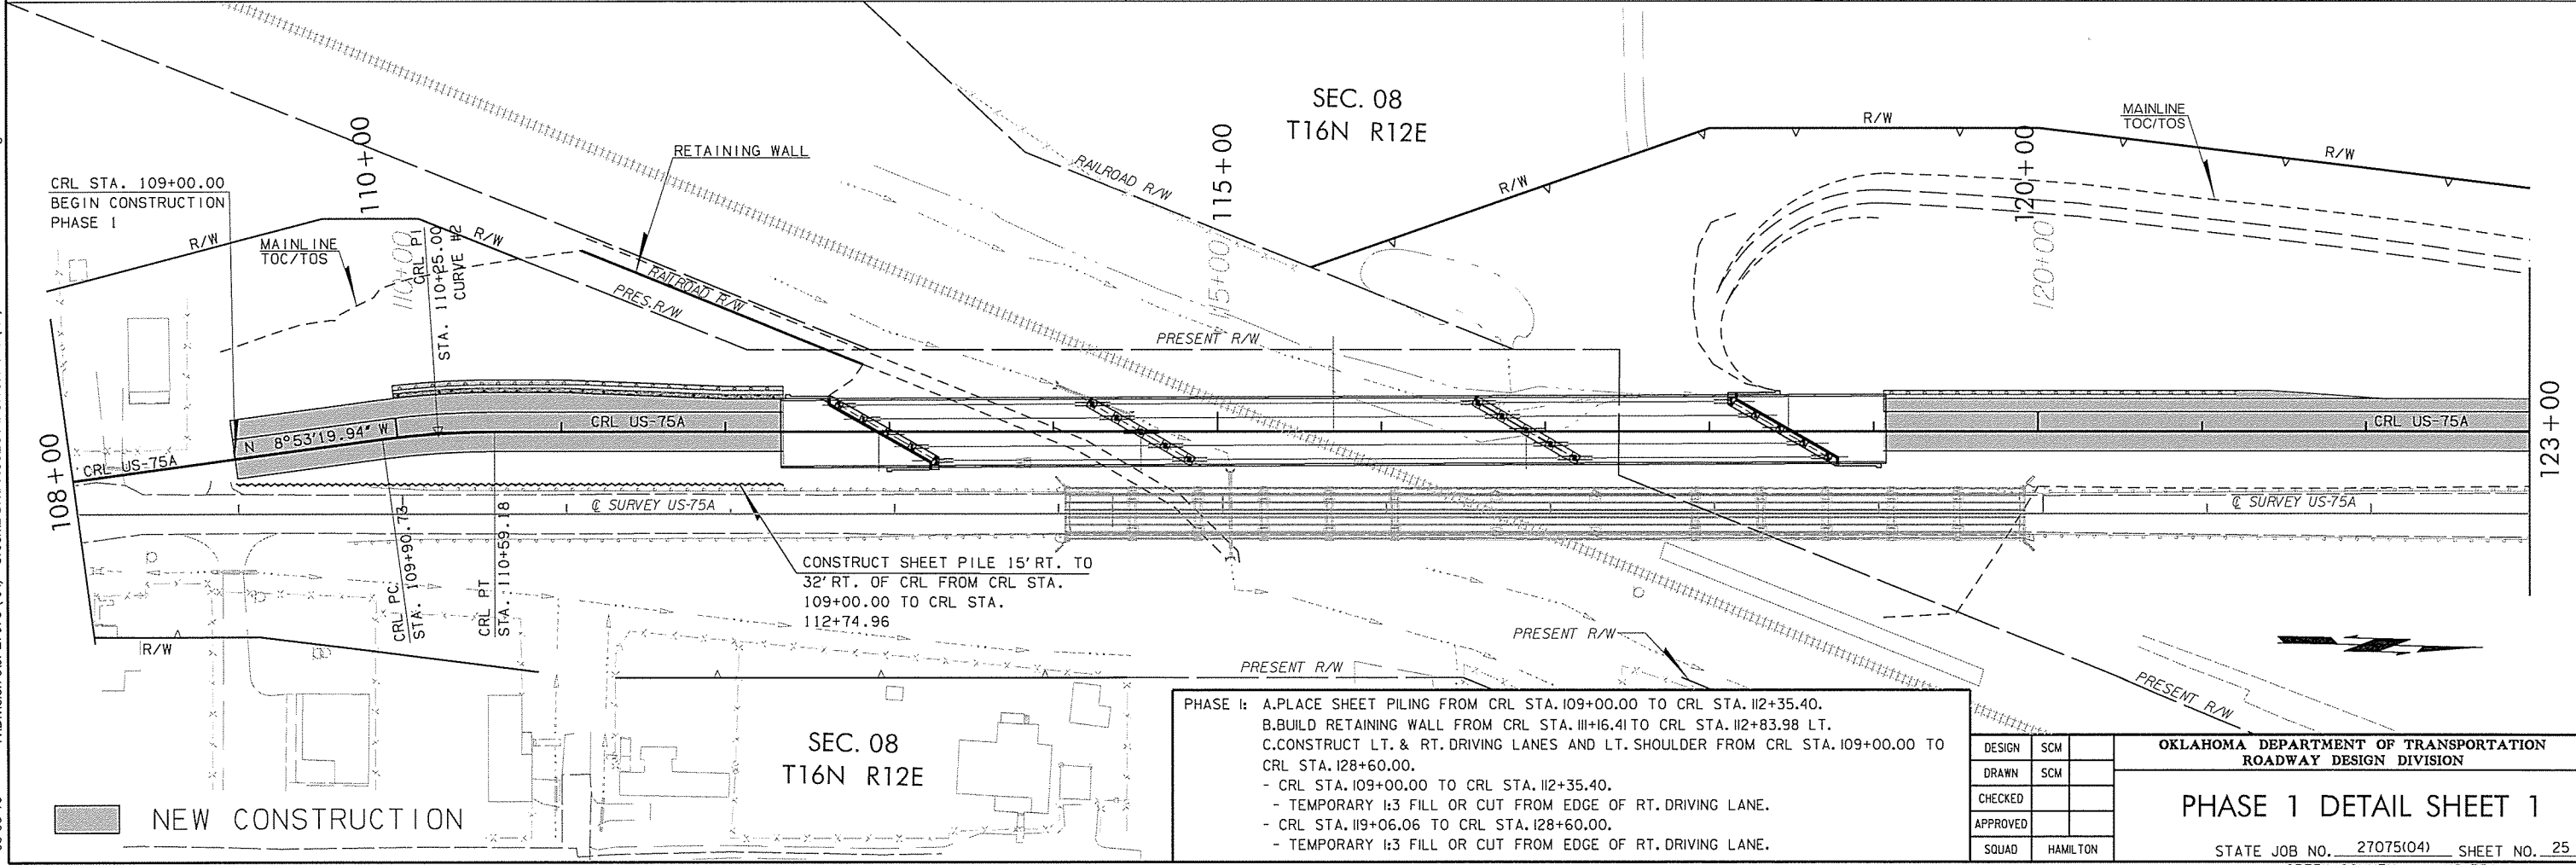 SEC. 08
T16N R12E
MAINLINE
TOC/TOS
R/W
R/W
R/W
110+00
115+00
120+00
RETAINING WALL
RAILROAD R/W
CRL STA. 109+00.00
BEGIN CONSTRUCTION
PHASE 1
R/W
MAINLINE
TOC/TOS
110+00
CRL PI
STA. 110+25.00
CURVE #2
R/W
RAILROAD R/W
PRES.R/W
115+00
120+00
PRESENT R/W
N 8°53'19.94" W
CRL US-75A
CRL US-75A
CRL US-75A
108+00
123+00
℄ SURVEY US-75A
℄ SURVEY US-75A
CRL PC
STA. 109+90.73
CRL PT
STA. 110+59.18
CONSTRUCT SHEET PILE 15' RT. TO
32' RT. OF CRL FROM CRL STA.
109+00.00 TO CRL STA.
112+74.96
R/W
PRESENT R/W
PRESENT R/W
PRESENT R/W
SEC. 08
T16N R12E
NEW CONSTRUCTION
PHASE 1: A.PLACE SHEET PILING FROM CRL STA. 109+00.00 TO CRL STA. 112+35.40.
B.BUILD RETAINING WALL FROM CRL STA. 111+16.41 TO CRL STA. 112+83.98 LT.
C.CONSTRUCT LT. & RT. DRIVING LANES AND LT. SHOULDER FROM CRL STA. 109+00.00 TO
CRL STA. 128+60.00.
- CRL STA. 109+00.00 TO CRL STA. 112+35.40.
- TEMPORARY 1:3 FILL OR CUT FROM EDGE OF RT. DRIVING LANE.
- CRL STA. 119+06.06 TO CRL STA. 128+60.00.
- TEMPORARY 1:3 FILL OR CUT FROM EDGE OF RT. DRIVING LANE.
DESIGN SCM
DRAWN SCM
CHECKED
APPROVED
SQUAD HAMILTON
OKLAHOMA DEPARTMENT OF TRANSPORTATION
ROADWAY DESIGN DIVISION
PHASE 1 DETAIL SHEET 1
STATE JOB NO. 27075(04) SHEET NO. 25